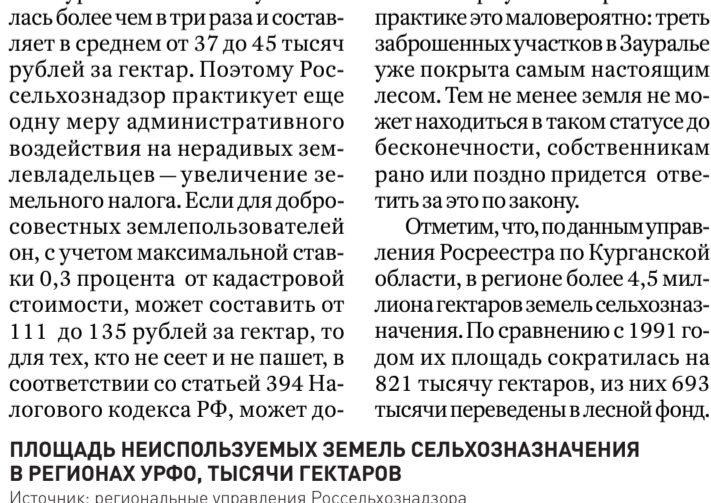 лась более чем в три раза и состав-
ляет в среднем от 37 до 45 тысяч
рублей за гектар. Поэтому Рос-
сельхознадзор практикует еще
одну меру административного
воздействия на нерадивых зем-
левладельцев — увеличение зе-
мельного налога. Если для добро-
совестных землепользователей
он, с учетом максимальной став-
ки 0,3 процента от кадастровой
стоимости, может составить от
111 до 135 рублей за гектар, то
для тех, кто не сеет и не пашет, в
соответствии со статьей 394 На-
логового кодекса РФ, может до-
практике это маловероятно: треть
заброшенных участков в Зауралье
уже покрыта самым настоящим
лесом. Тем не менее земля не мо-
жет находиться в таком статусе до
бесконечности, собственникам
рано или поздно придется отве-
тить за это по закону.
Отметим, что, по данным управ-
ления Росреестра по Курганской
области, в регионе более 4,5 мил-
лиона гектаров земель сельхозназ-
начения. По сравнению с 1991 го-
дом их площадь сократилась на
821 тысячу гектаров, из них 693
тысячи переведены в лесной фонд.
ПЛОЩАДЬ НЕИСПОЛЬЗУЕМЫХ ЗЕМЕЛЬ СЕЛЬХОЗНАЗНАЧЕНИЯ
В РЕГИОНАХ УРФО, ТЫСЯЧИ ГЕКТАРОВ
Источник: региональные управления Россельхознадзора